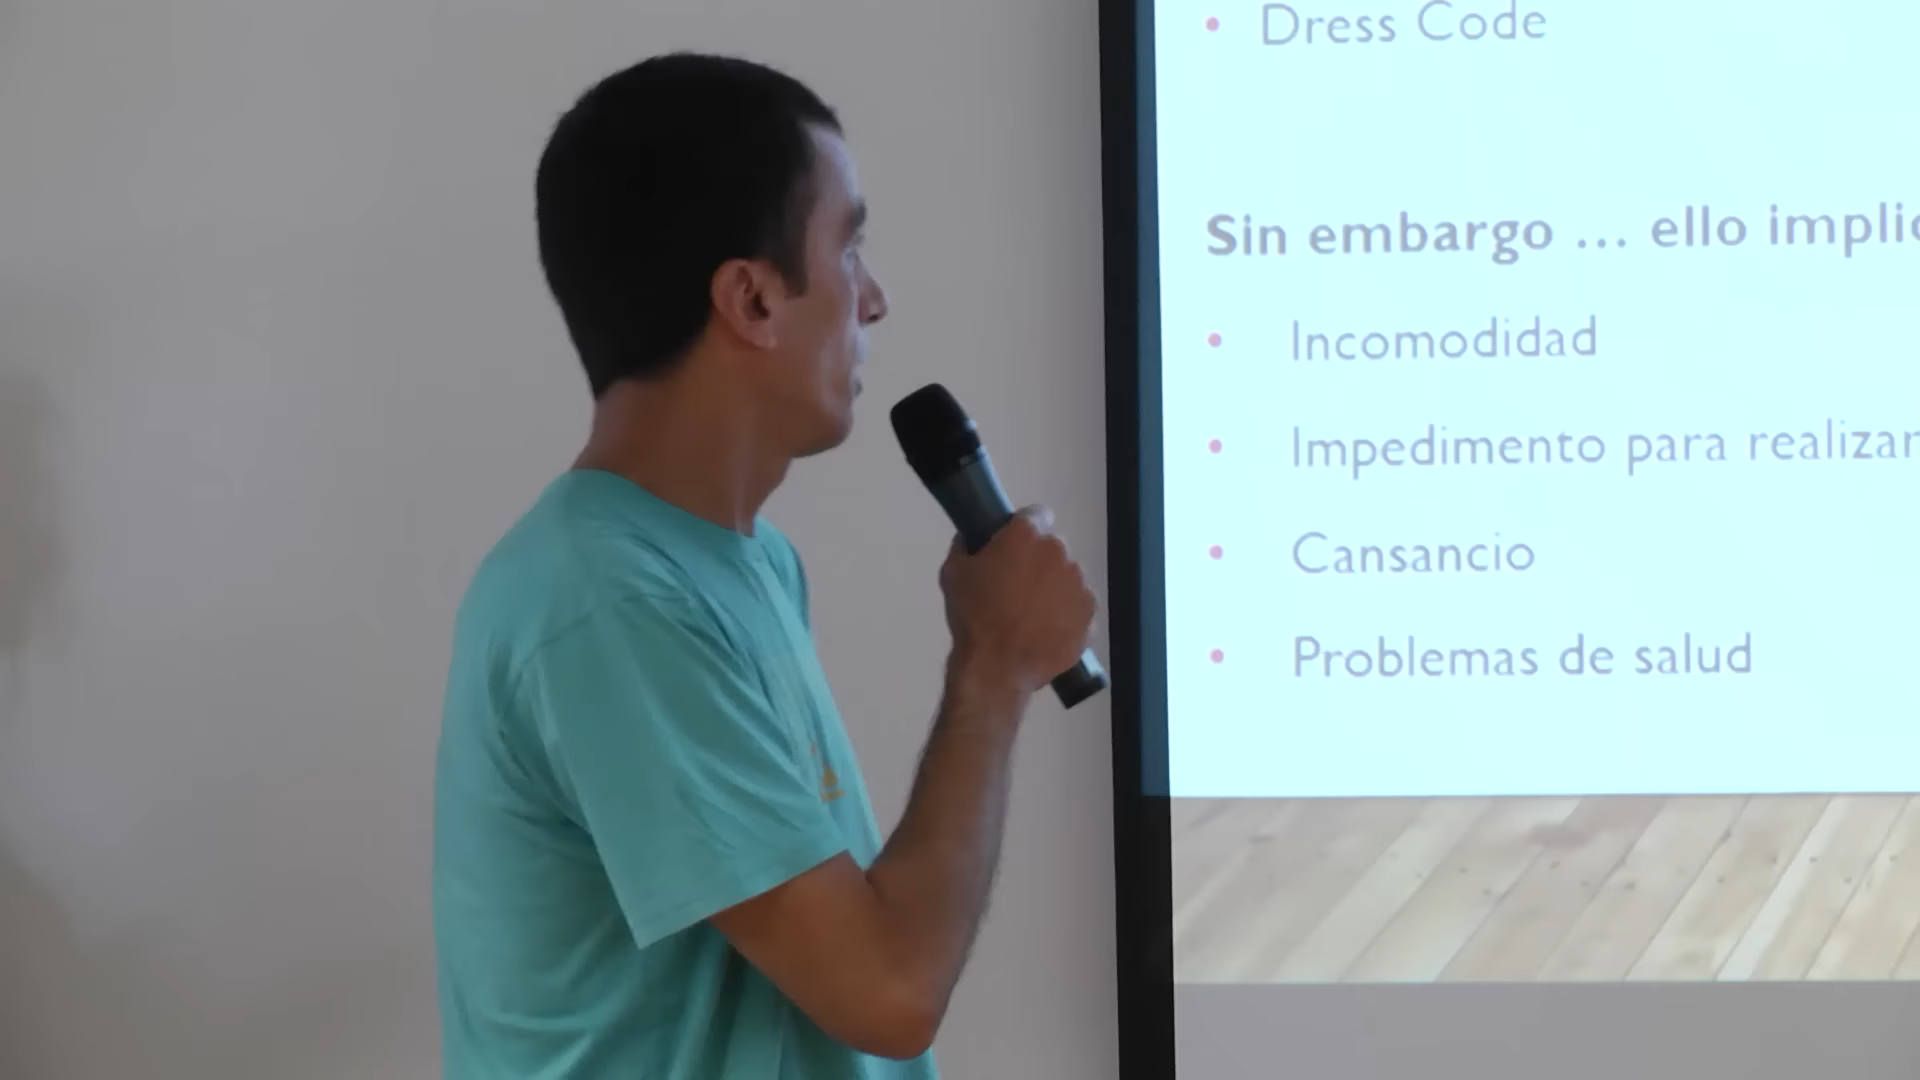 Dress Code
Sin embargo ... ello implic
Incomodidad
Impedimento para realizar
Cansancio
Problemas de salud